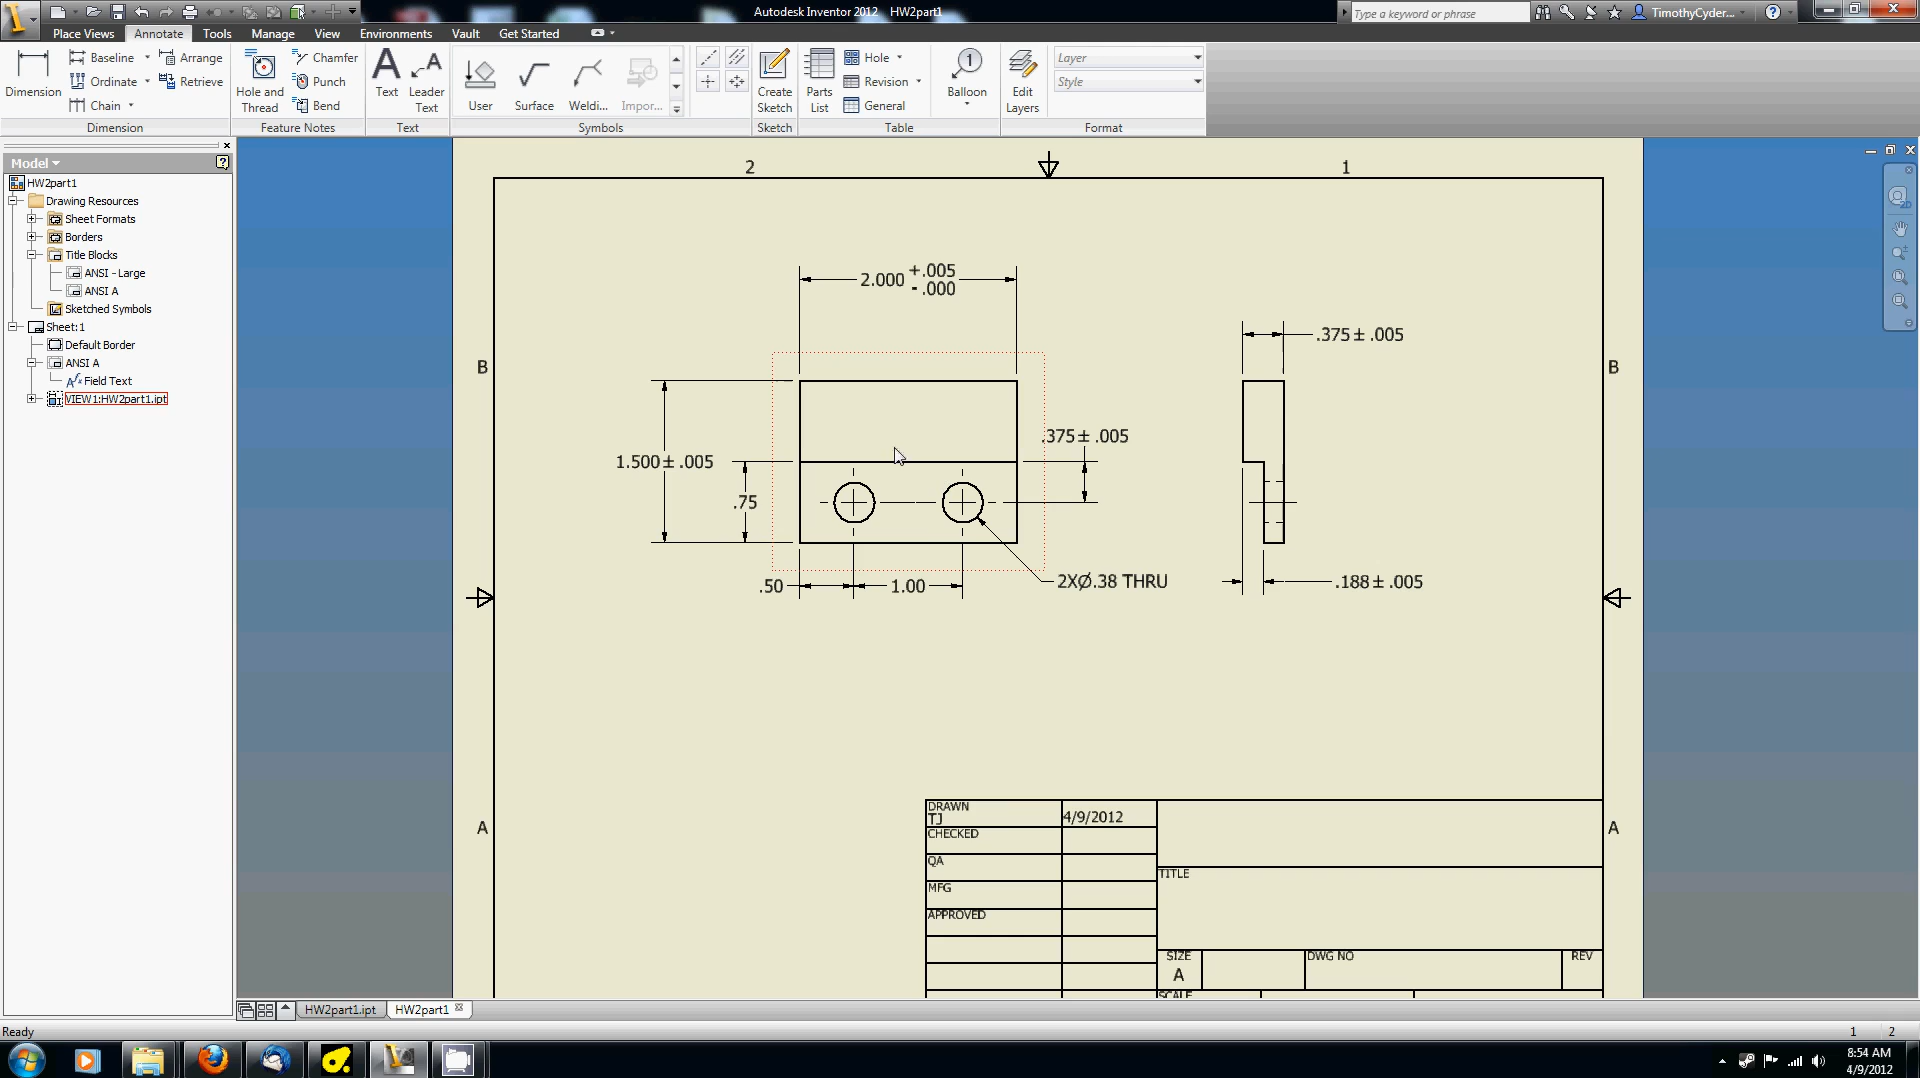 Autodesk Inventor 2012 HW2part1
Type a keyword or phrase
TimothyCyder...
Place Views Annotate Tools Manage View Environments Vault Get Started
Dimension
Baseline
Ordinate
Chain
Arrange
Retrieve
Dimension
Hole and Thread
Chamfer
Punch
Bend
Feature Notes
Text
Leader Text
Text
User
Surface
Weldi...
Impor...
Symbols
Create Sketch
Sketch
Parts List
Hole
Revision
General
Table
1
Balloon
Edit Layers
Layer
Style
Format
Model
HW2part1
Drawing Resources
Sheet Formats
Borders
Title Blocks
ANSI - Large
ANSI A
Sketched Symbols
Sheet:1
Default Border
ANSI A
Field Text
VIEW1:HW2part1.ipt
2 1
2.000 +.005 -.000
.375± .005
B B
.375± .005
1.500± .005
.75
.50 1.00 2XØ.38 THRU .188± .005
A A
DRAWN
TJ 4/9/2012
CHECKED
QA
MFG
APPROVED
TITLE
SIZE
A
DWG NO
REV
SCALE
HW2part1.ipt HW2part1
Ready 1 2
8:54 AM
4/9/2012